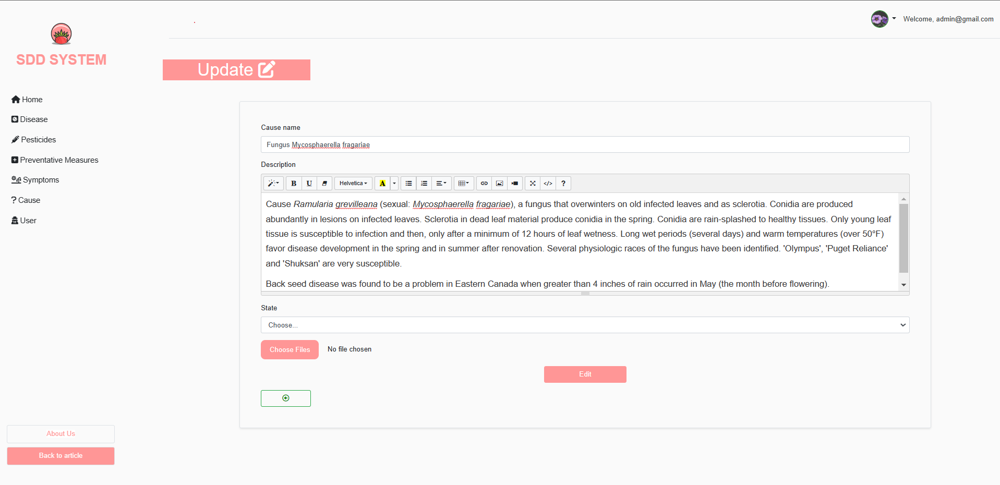 Welcome, admin@gmail.com
SDD SYSTEM
Update
Home
Disease
Pesticides
Preventative Measures
Symptoms
? Cause
User
Cause name
Fungus Mycosphaerella fragariae
Description
B U Helvetica A </> ?
Cause Ramularia grevilleana (sexual: Mycosphaerella fragariae), a fungus that overwinters on old infected leaves and as sclerotia. Conidia are produced
abundantly in lesions on infected leaves. Sclerotia in dead leaf material produce conidia in the spring. Conidia are rain-splashed to healthy tissues. Only young leaf
tissue is susceptible to infection and then, only after a minimum of 12 hours of leaf wetness. Long wet periods (several days) and warm temperatures (over 50°F)
favor disease development in the spring and in summer after renovation. Several physiologic races of the fungus have been identified. 'Olympus', 'Puget Reliance'
and 'Shuksan' are very susceptible.
Back seed disease was found to be a problem in Eastern Canada when greater than 4 inches of rain occurred in May (the month before flowering).
State
Choose...
Choose Files No file chosen
Edit
About Us
Back to article